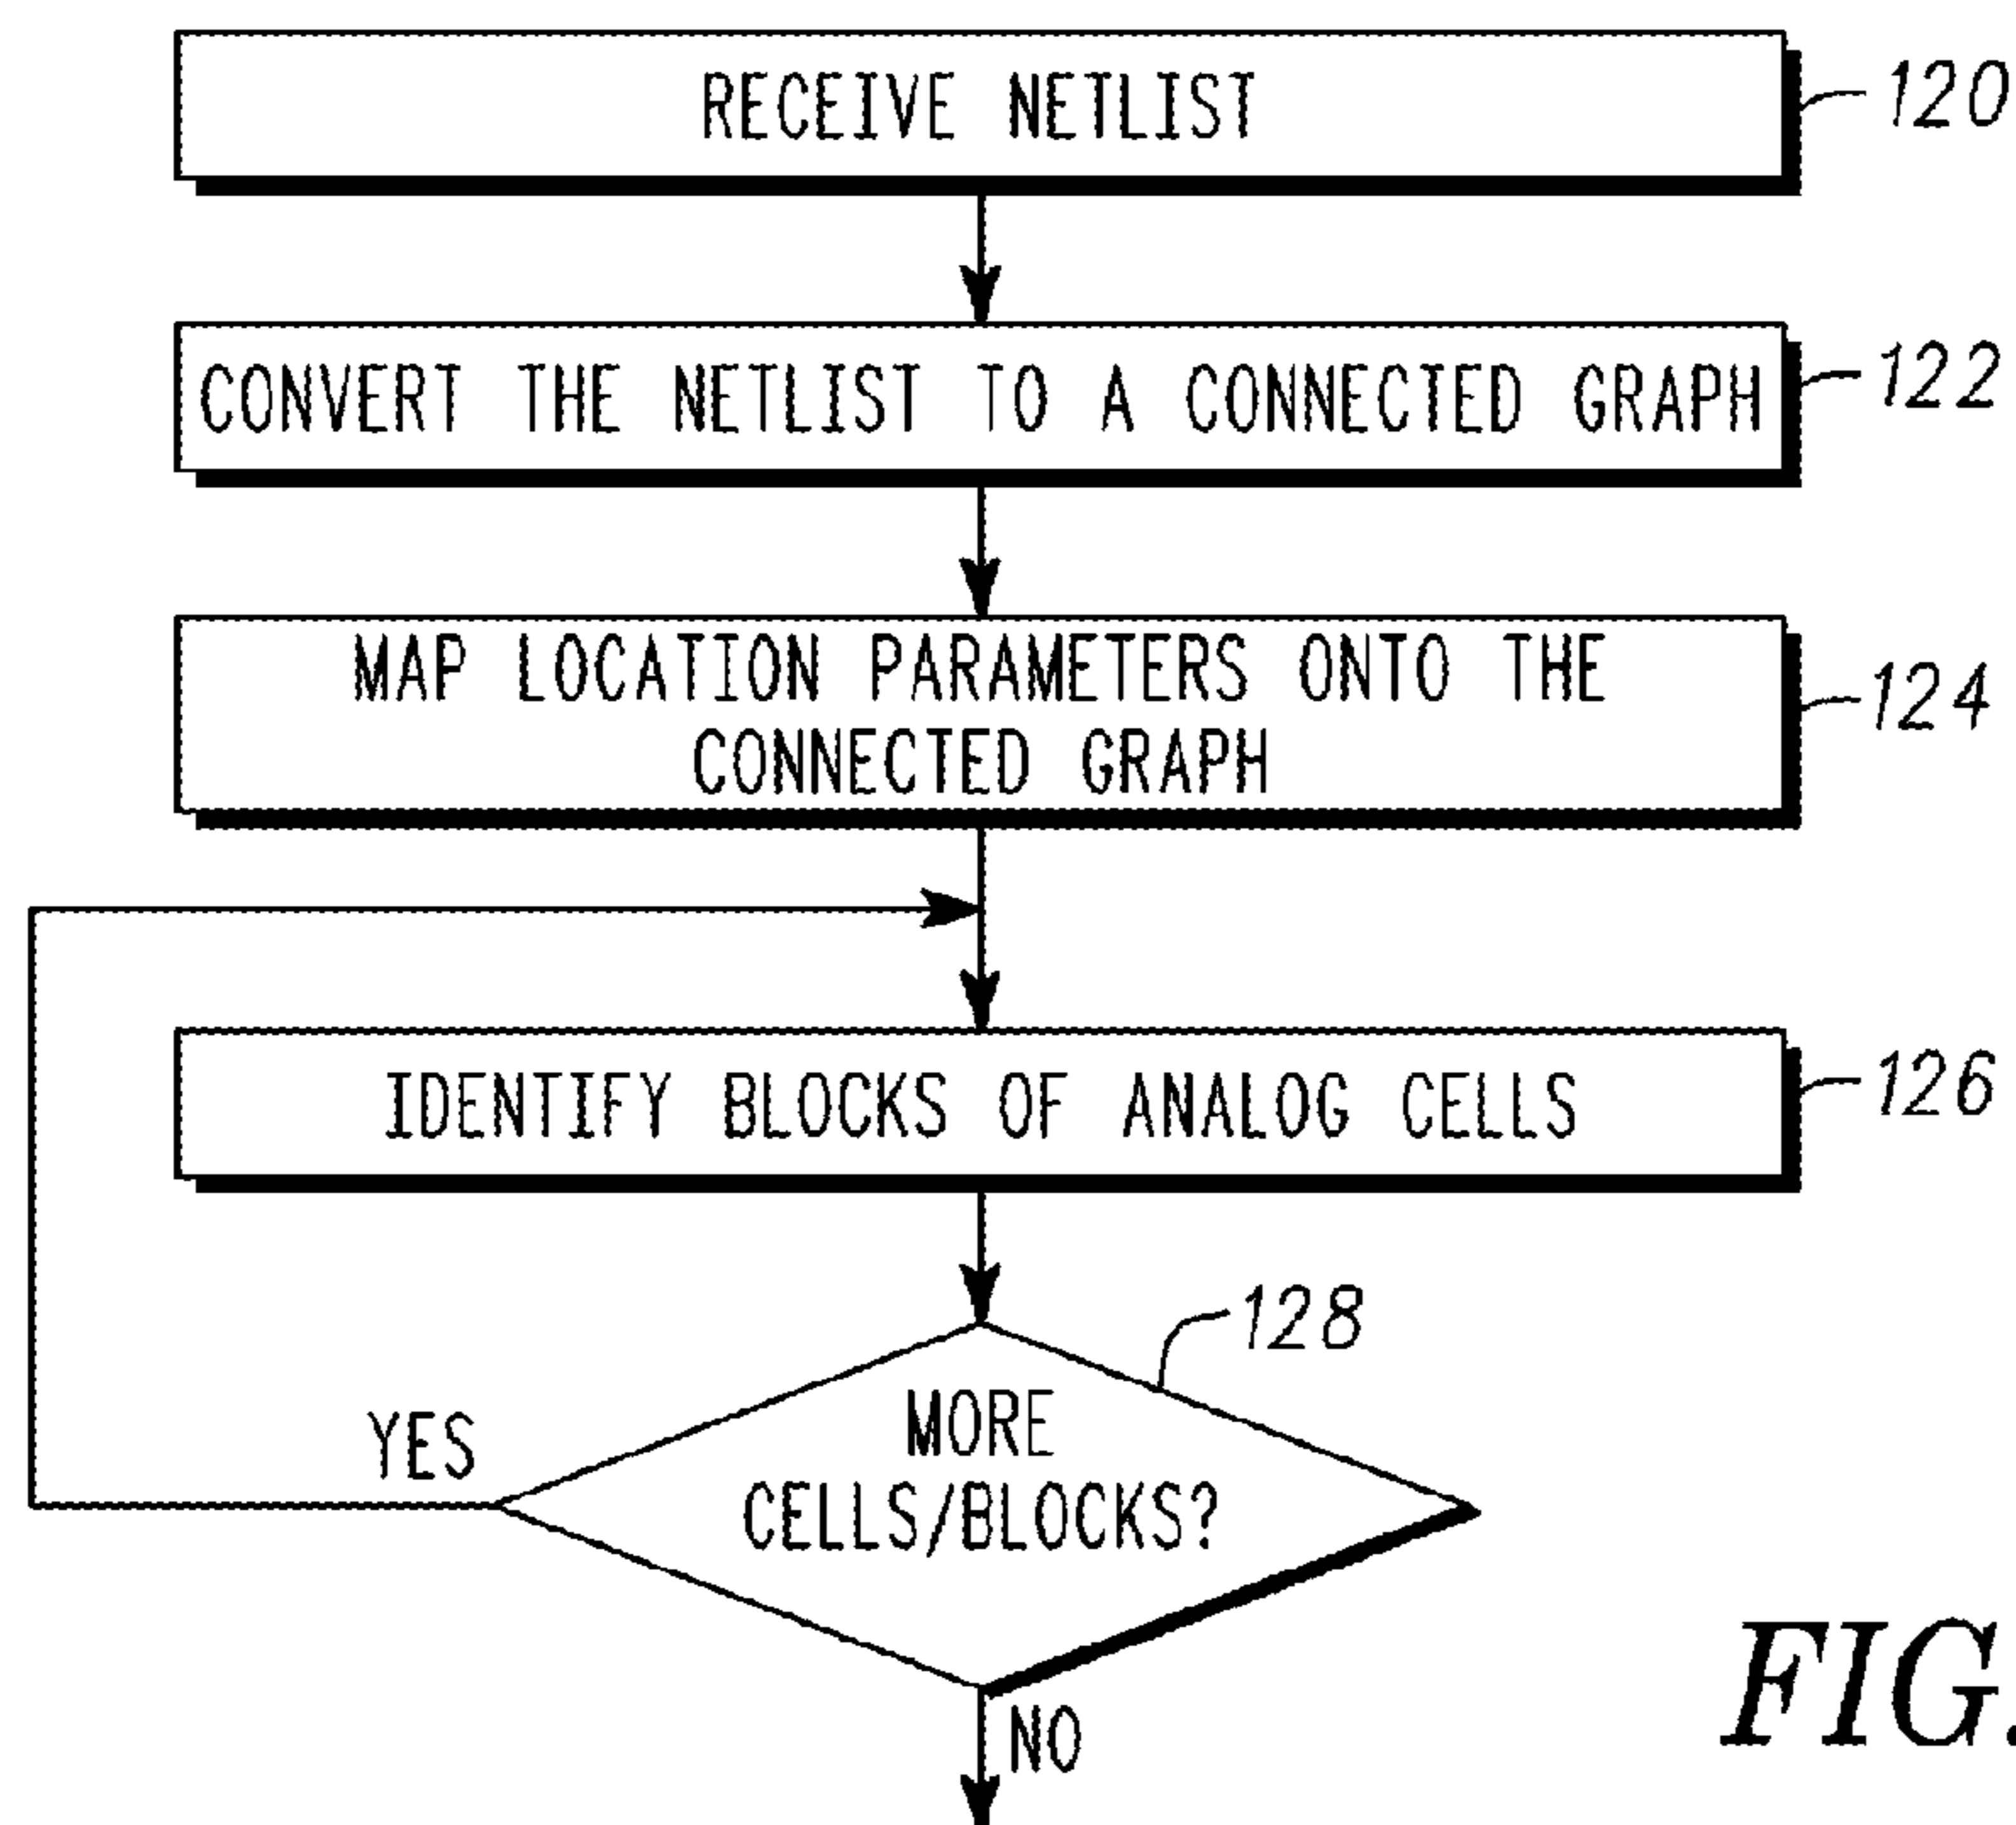 RECEIVE NETLIST
120
CONVERT THE NETLIST TO A CONNECTED GRAPH
122
MAP LOCATION PARAMETERS ONTO THE
CONNECTED GRAPH
124
IDENTIFY BLOCKS OF ANALOG CELLS
126
128
MORE
CELLS/BLOCKS?
YES
NO
FIG.